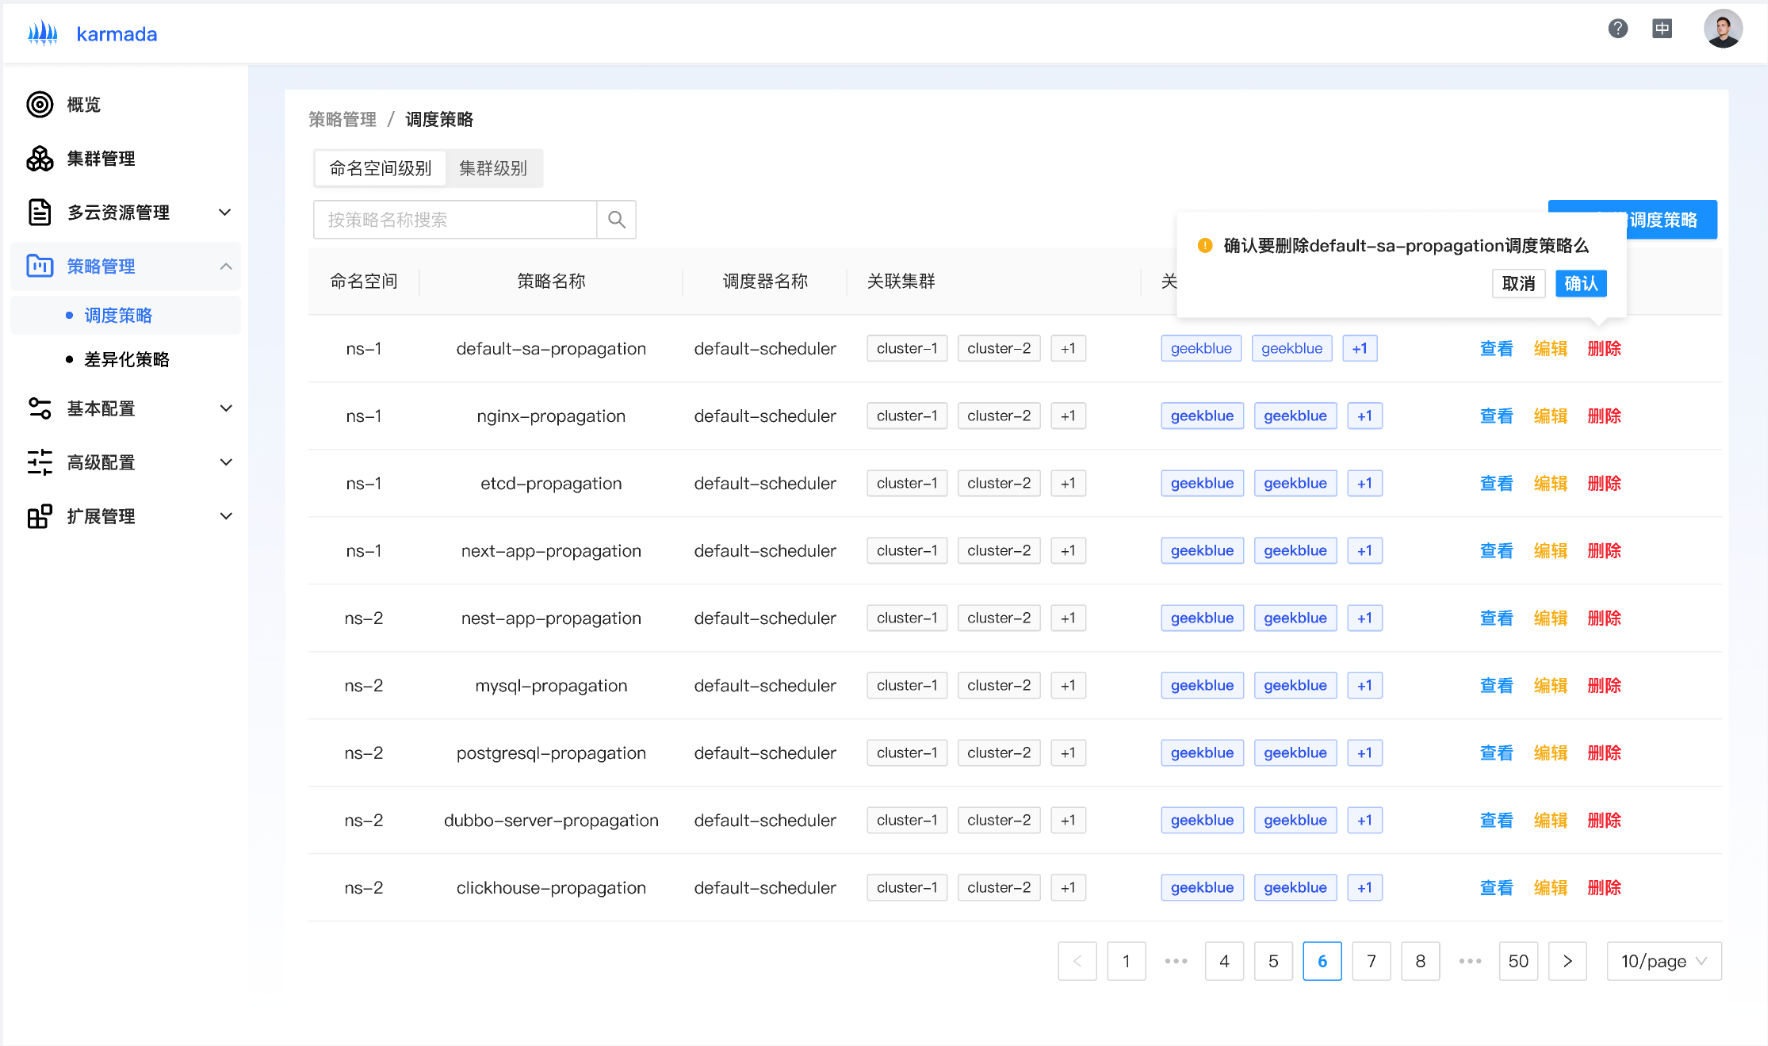 karmada
中
概览
集群管理
多云资源管理
策略管理
调度策略
差异化策略
基本配置
高级配置
扩展管理
策略管理 / 调度策略
命名空间级别 集群级别
按策略名称搜索
调度策略
确认要删除default-sa-propagation调度策略么
取消 确认
命名空间 策略名称 调度器名称 关联集群 关
ns-1 default-sa-propagation default-scheduler cluster-1 cluster-2 +1 geekblue geekblue +1 查看 编辑 删除
ns-1 nginx-propagation default-scheduler cluster-1 cluster-2 +1 geekblue geekblue +1 查看 编辑 删除
ns-1 etcd-propagation default-scheduler cluster-1 cluster-2 +1 geekblue geekblue +1 查看 编辑 删除
ns-1 next-app-propagation default-scheduler cluster-1 cluster-2 +1 geekblue geekblue +1 查看 编辑 删除
ns-2 nest-app-propagation default-scheduler cluster-1 cluster-2 +1 geekblue geekblue +1 查看 编辑 删除
ns-2 mysql-propagation default-scheduler cluster-1 cluster-2 +1 geekblue geekblue +1 查看 编辑 删除
ns-2 postgresql-propagation default-scheduler cluster-1 cluster-2 +1 geekblue geekblue +1 查看 编辑 删除
ns-2 dubbo-server-propagation default-scheduler cluster-1 cluster-2 +1 geekblue geekblue +1 查看 编辑 删除
ns-2 clickhouse-propagation default-scheduler cluster-1 cluster-2 +1 geekblue geekblue +1 查看 编辑 删除
< 1 ••• 4 5 6 7 8 ••• 50 > 10/page